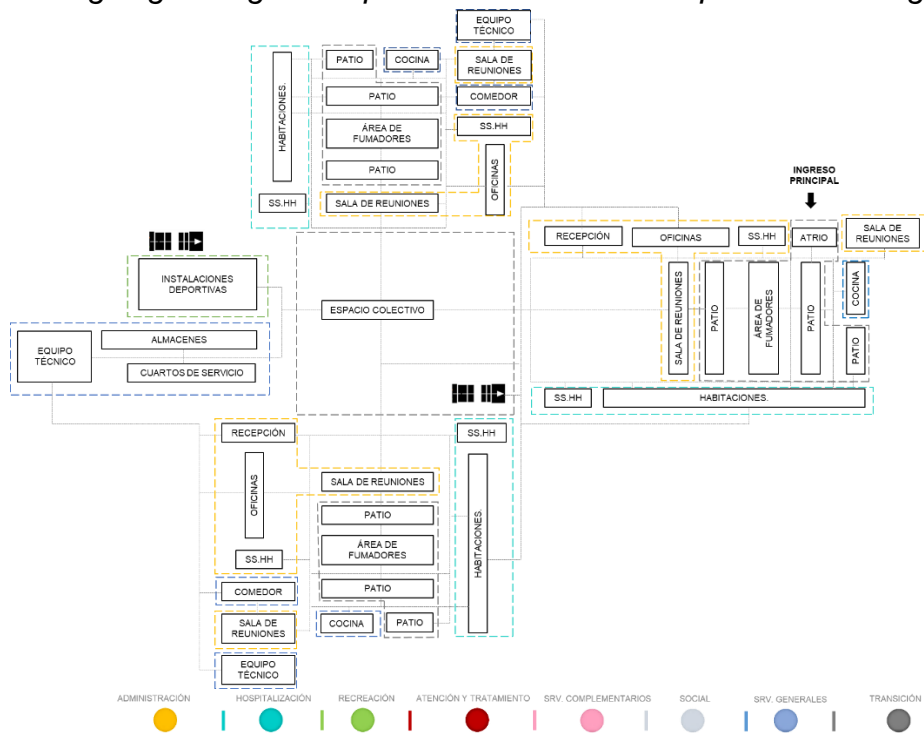 EQUIPO
TÉCNICO
PATIO
COCINA
SALA DE
REUNIONES
HABITACIONES.
PATIO
COMEDOR
ÁREA DE
FUMADORES
SS.HH
PATIO
OFICINAS
SS.HH
SALA DE REUNIONES
INGRESO
PRINCIPAL
RECEPCIÓN
OFICINAS
SS.HH
ATRIO
SALA DE
REUNIONES
INSTALACIONES
DEPORTIVAS
ESPACIO COLECTIVO
SALA DE REUNIONES
PATIO
ÁREA DE
FUMADORES
PATIO
COCINA
PATIO
EQUIPO
TÉCNICO
ALMACENES
CUARTOS DE SERVICIO
SS.HH
HABITACIONES.
RECEPCIÓN
SS.HH
OFICINAS
SALA DE REUNIONES
HABITACIONES.
PATIO
ÁREA DE
FUMADORES
SS.HH
PATIO
COMEDOR
SALA DE
REUNIONES
COCINA
PATIO
EQUIPO
TÉCNICO
ADMINISTRACIÓN
HOSPITALIZACIÓN
RECREACIÓN
ATENCIÓN Y TRATAMIENTO
SRV. COMPLEMENTARIOS
SOCIAL
SRV. GENERALES
TRANSICIÓN